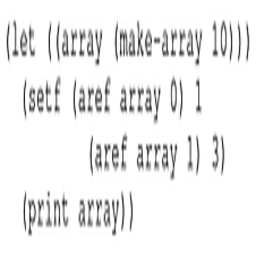 (let ((array (make-array 10)))
(setf (aref array 0) 1
(aref array 1) 3)
(print array))